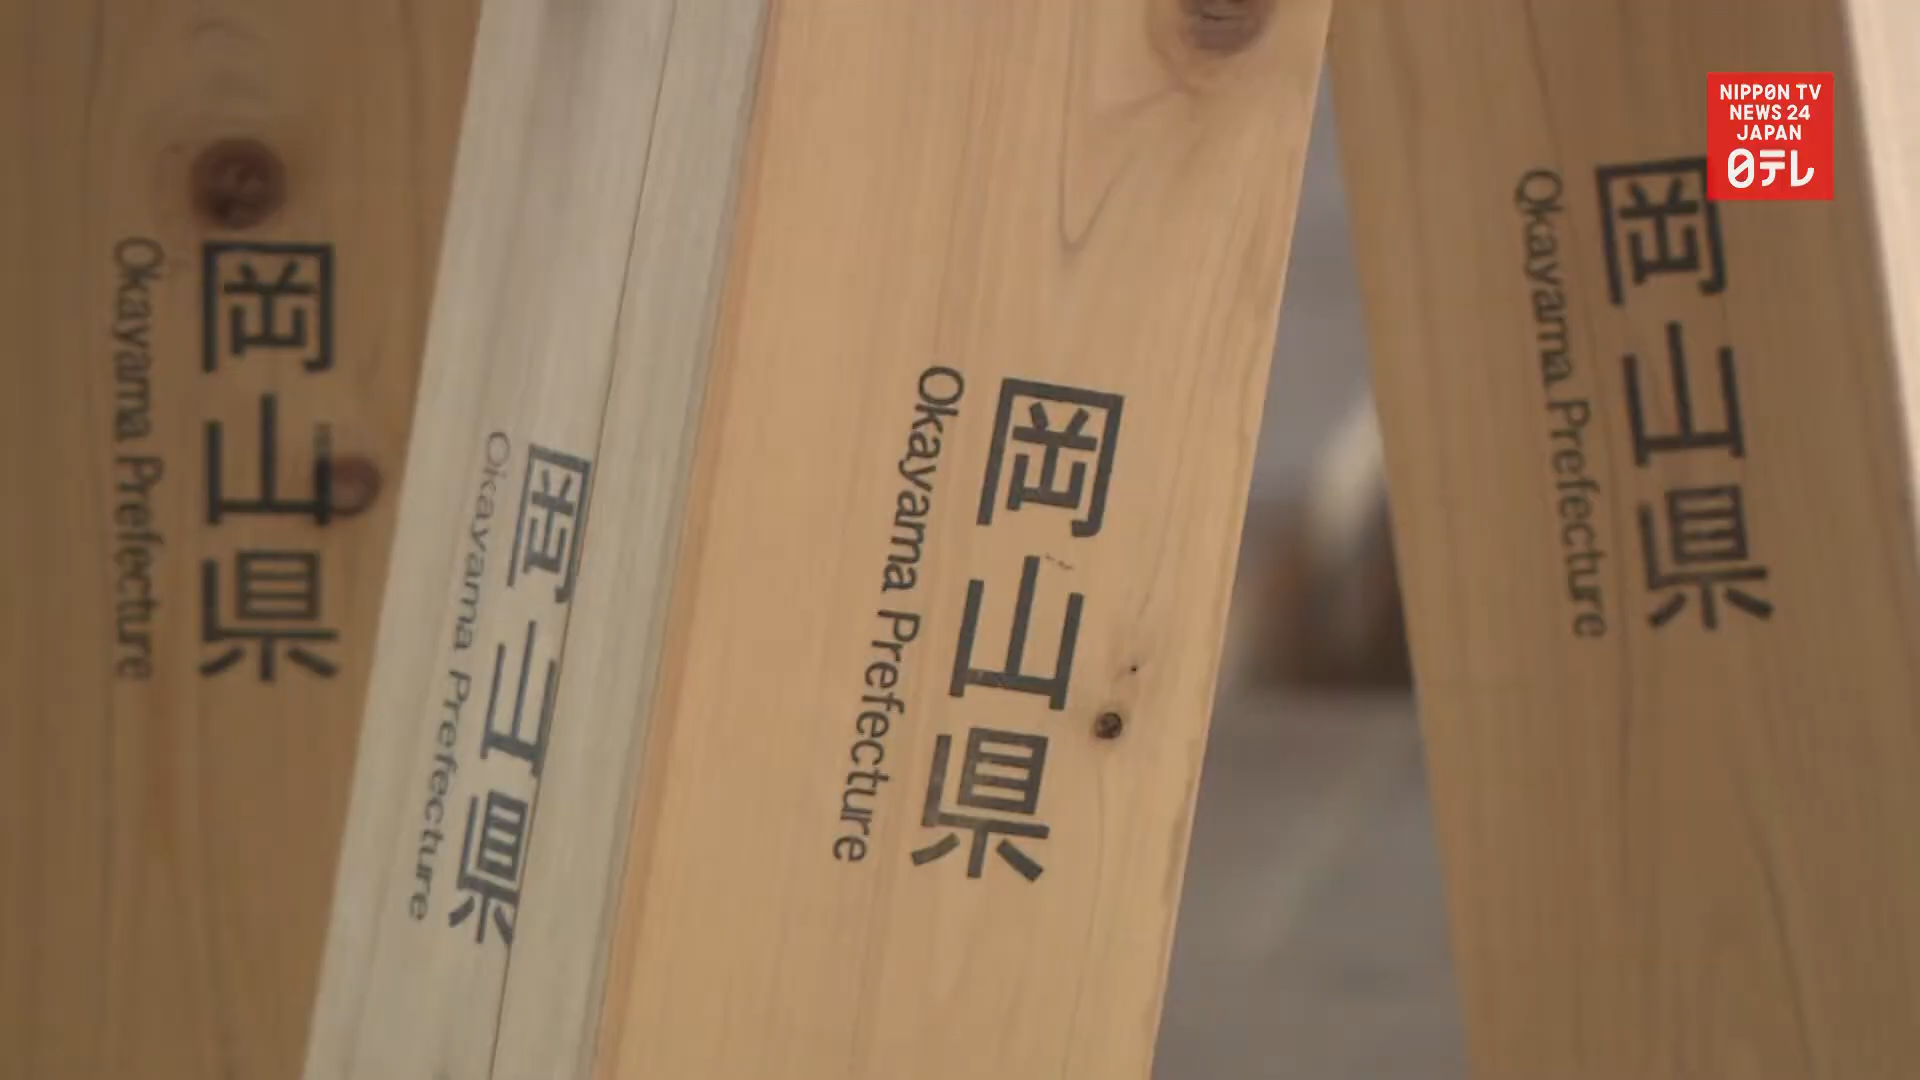 岡山県
Okayama Prefecture
岡山県
Okayama Prefecture
岡山県
Okayama Prefecture
岡山県
Okayama Prefecture
NIPPON TV
NEWS 24
JAPAN
日テレ